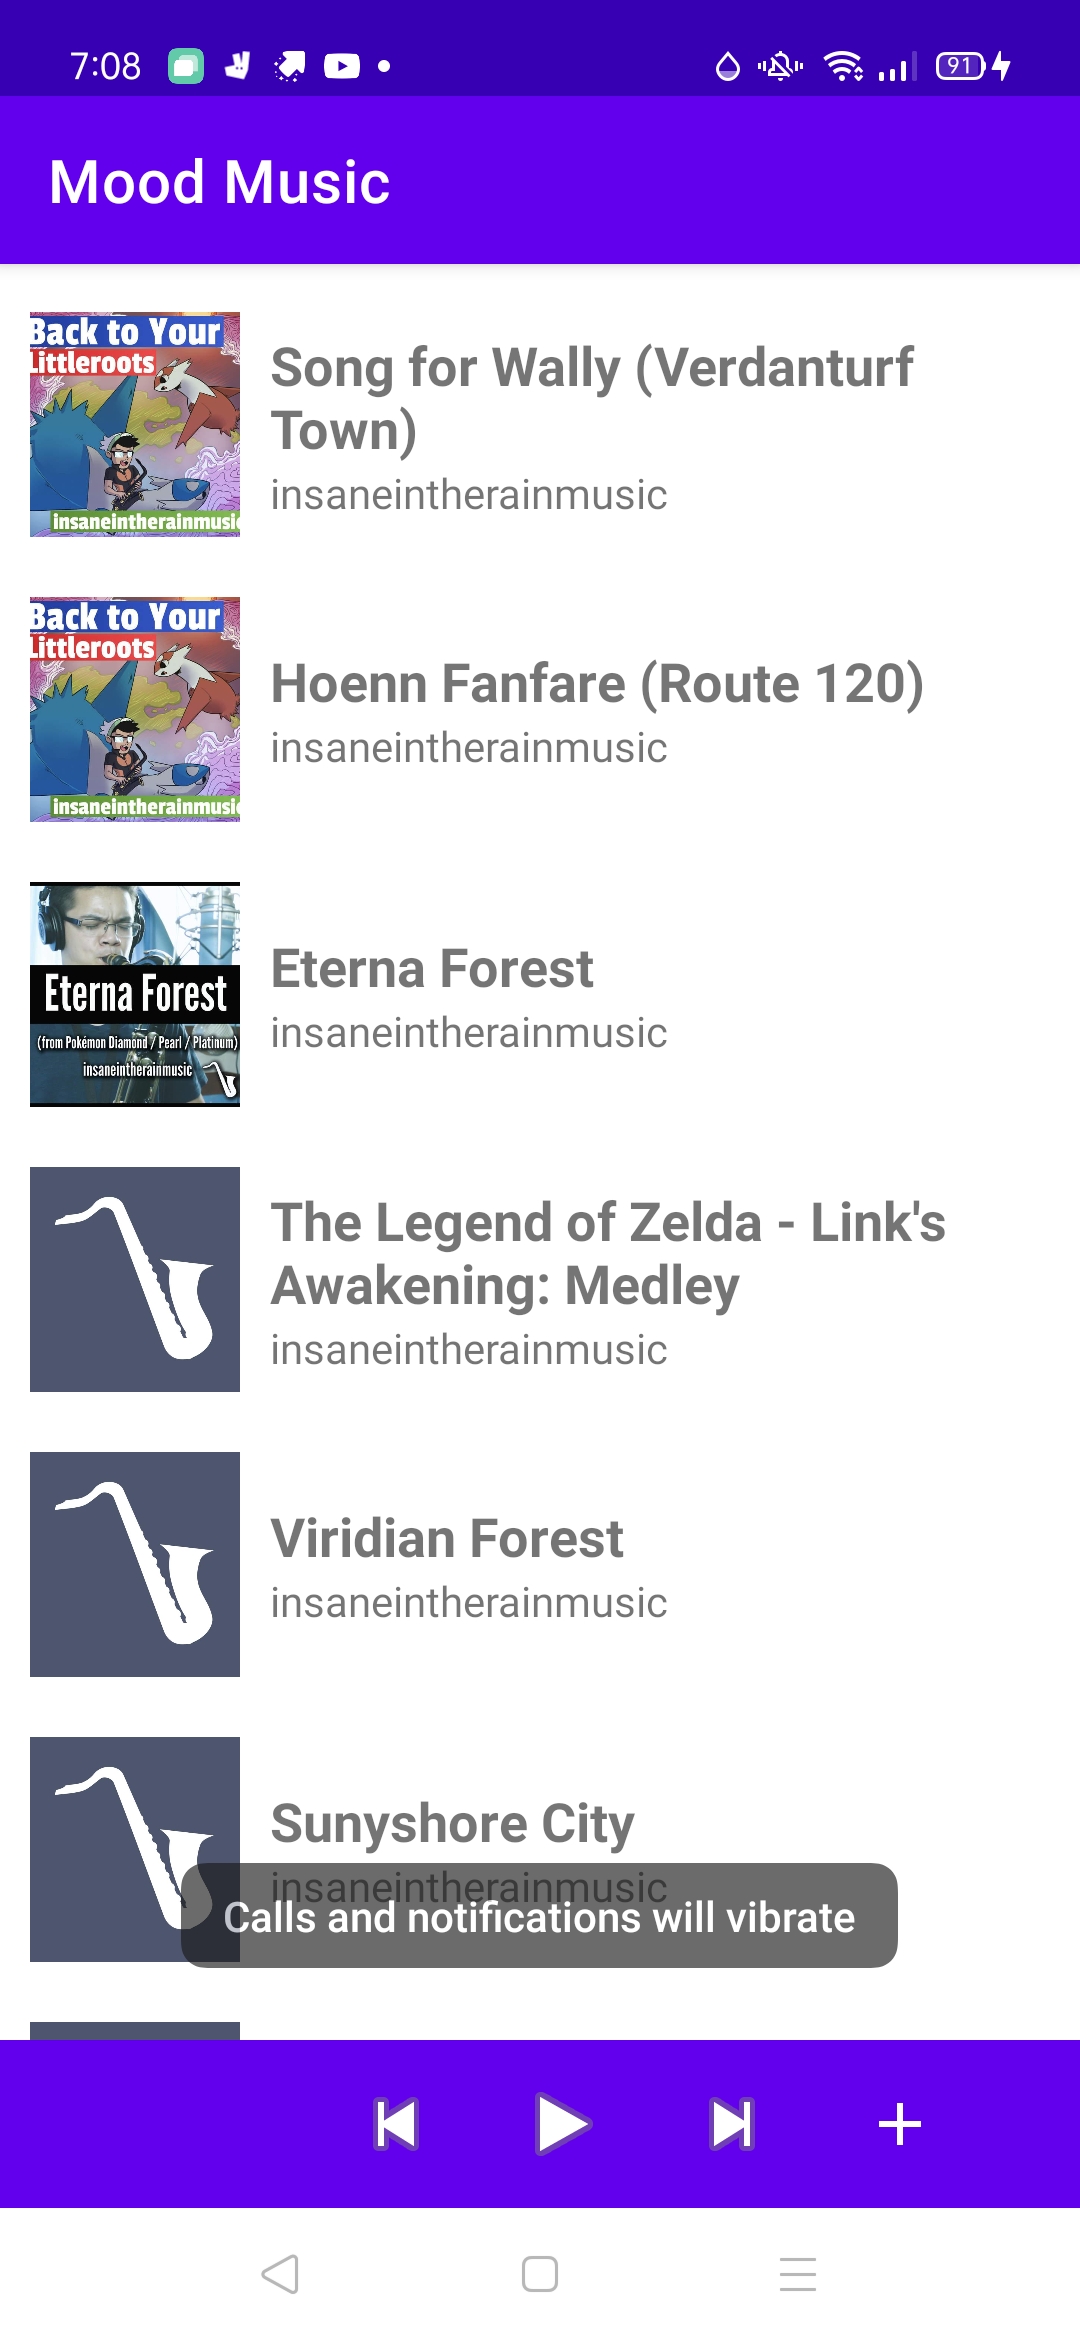 7:08
91
Mood Music
Back to Your
Littleroots
insaneintherainmusic
Song for Wally (Verdanturf
Town)
insaneintherainmusic
Back to Your
Littleroots
insaneintherainmusic
Hoenn Fanfare (Route 120)
insaneintherainmusic
Eterna Forest
(from Pokémon Diamond / Pearl / Platinum)
insaneintherainmusic
Eterna Forest
insaneintherainmusic
The Legend of Zelda - Link's
Awakening: Medley
insaneintherainmusic
Viridian Forest
insaneintherainmusic
Sunyshore City
insaneintherainmusic
Calls and notifications will vibrate